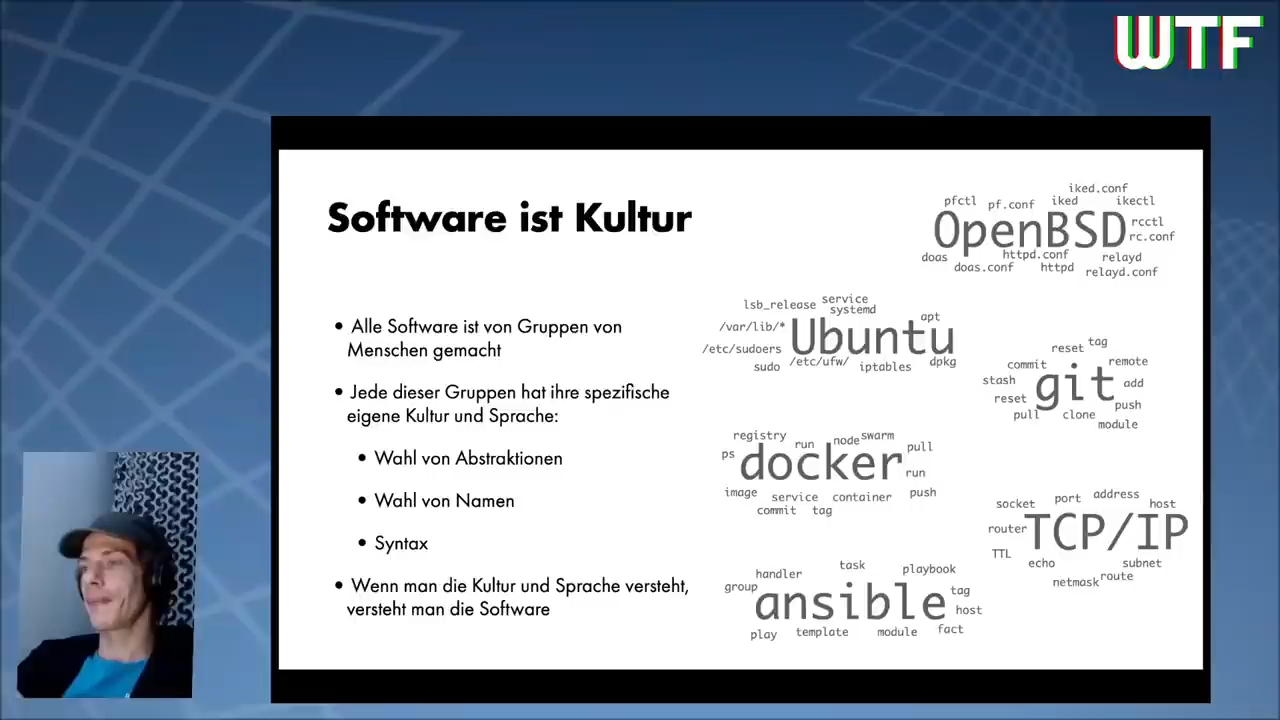 WTF
Software ist Kultur
• Alle Software ist von Gruppen von
Menschen gemacht
• Jede dieser Gruppen hat ihre spezifische
eigene Kultur und Sprache:
• Wahl von Abstraktionen
• Wahl von Namen
• Syntax
• Wenn man die Kultur und Sprache versteht,
versteht man die Software
iked.conf
pfctl pf.conf iked ikectl
OpenBSD rcctl
rc.conf
doas httpd.conf relayd
doas.conf httpd relayd.conf
lsb_release service
systemd
/var/lib/* Ubuntu apt
/etc/sudoers /etc/ufw/ dpkg
sudo iptables
reset tag
commit remote
stash git add
reset push
pull clone
module
registry run node swarm
ps docker pull
run
image service container push
commit tag
socket port address host
router TCP/IP
TTL echo subnet
netmask route
handler task playbook
group ansible tag
host
play template module fact